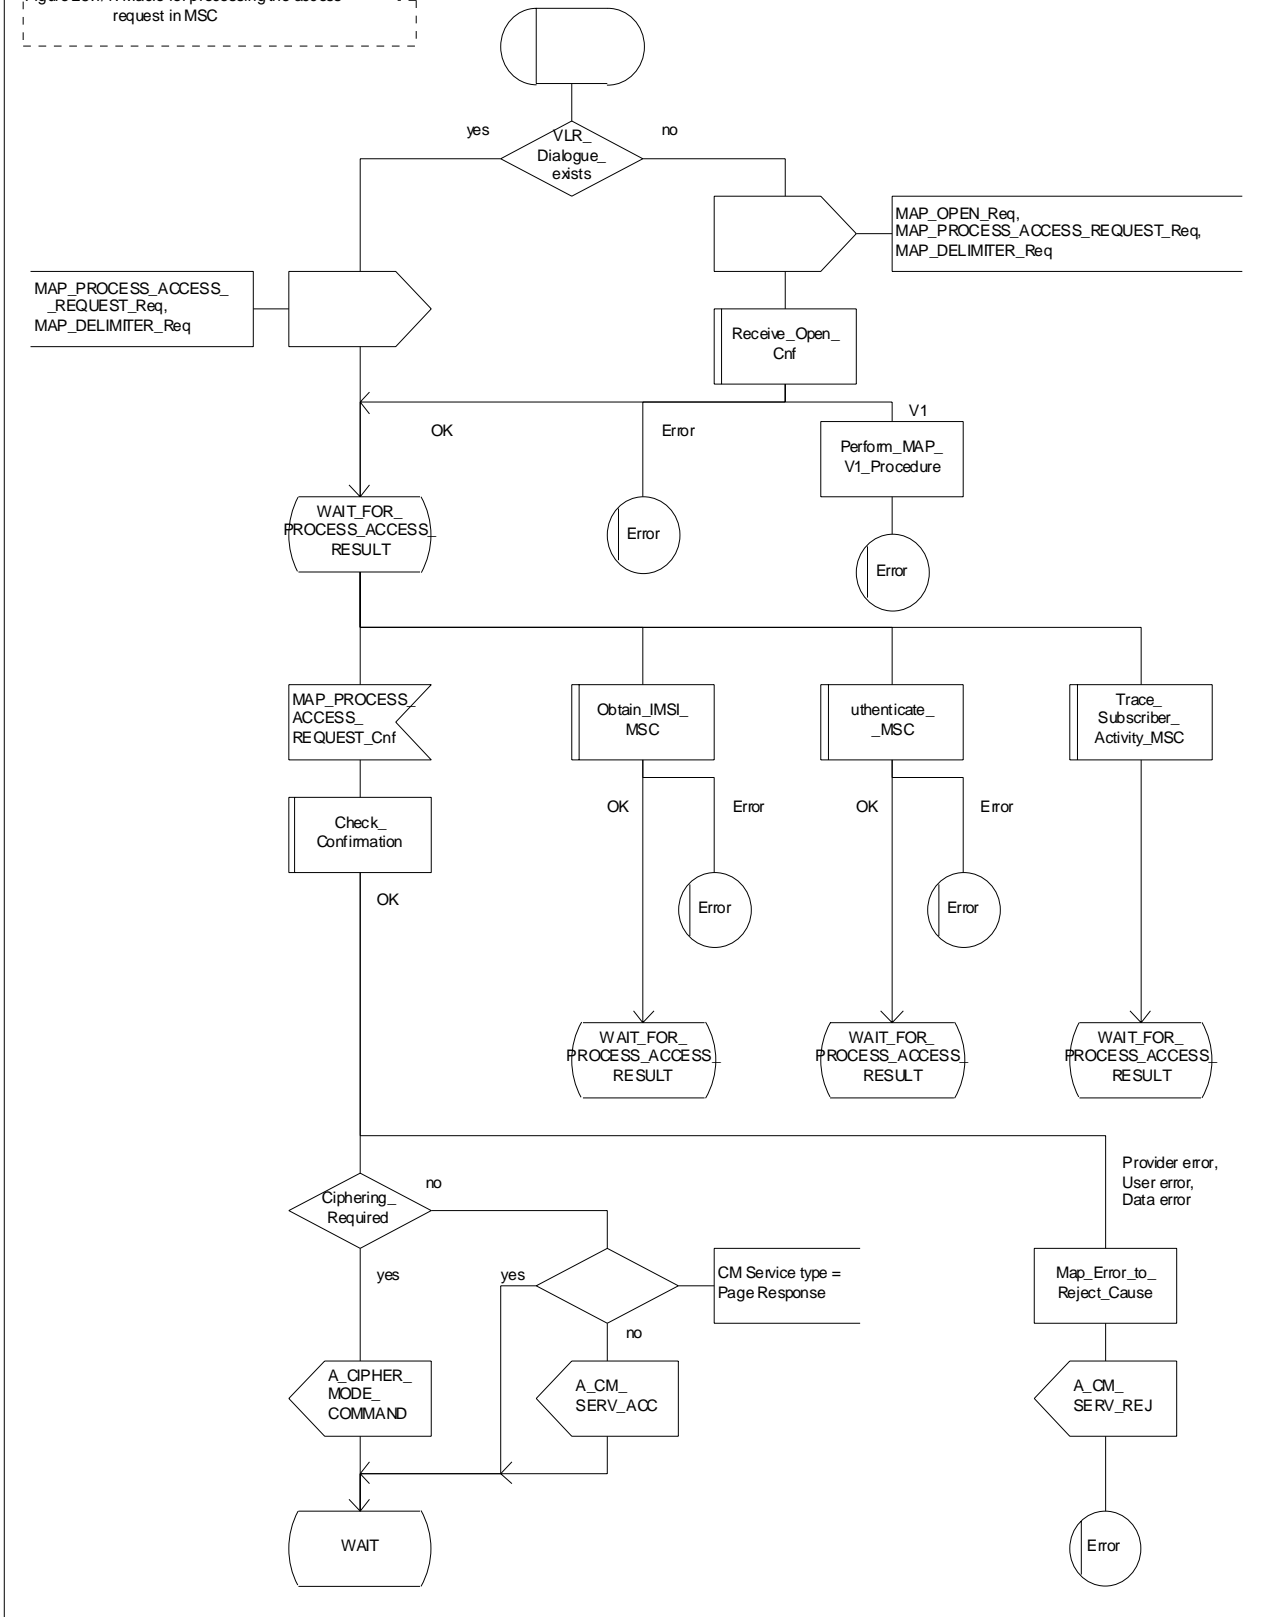 request in MSC
yes
no
VLR_
Dialogue_
exists
MAP_OPEN_Req,
MAP_PROCESS_ACCESS_REQUEST_Req,
MAP_DELIMITER_Req
MAP_PROCESS_ACCESS_
_REQUEST_Req,
MAP_DELIMITER_Req
Receive_Open_
Cnf
OK
Error
V1
Perform_MAP_
V1_Procedure
WAIT_FOR_
PROCESS_ACCESS_
RESULT
Error
Error
MAP_PROCESS_
ACCESS_
REQUEST_Cnf
Obtain_IMSI_
MSC
uthenticate_
_MSC
Trace_
Subscriber_
Activity_MSC
OK
Error
OK
Error
Check_
Confirmation
OK
Error
Error
WAIT_FOR_
PROCESS_ACCESS_
RESULT
WAIT_FOR_
PROCESS_ACCESS_
RESULT
WAIT_FOR_
PROCESS_ACCESS_
RESULT
Provider error,
User error,
Data error
Ciphering_
Required
no
yes
yes
CM Service type =
Page Response
no
Map_Error_to_
Reject_Cause
A_CIPHER_
MODE_
COMMAND
A_CM_
SERV_ACC
A_CM_
SERV_REJ
WAIT
Error